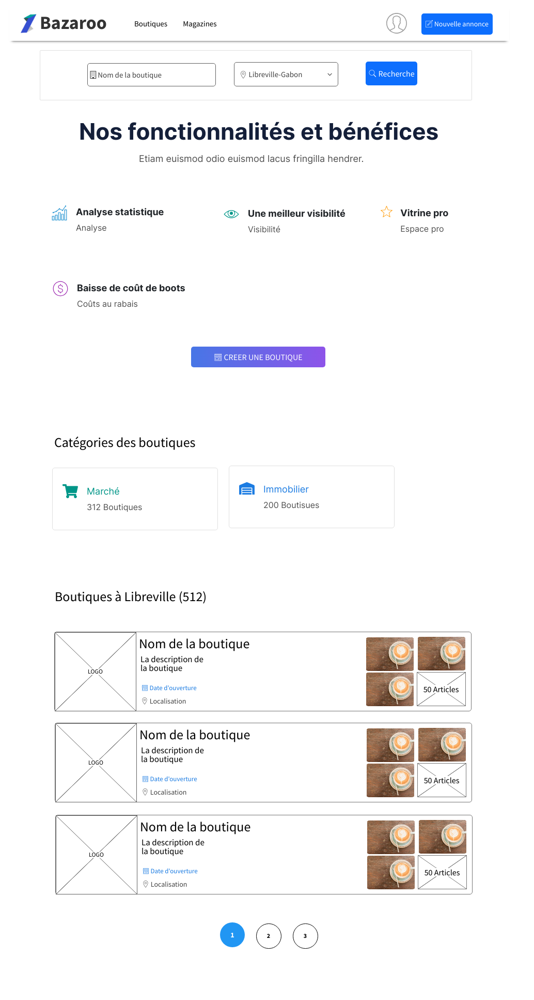 Bazaroo
Boutiques
Magazines
Nouvelle annonce
Nom de la boutique
Libreville-Gabon
Recherche
Nos fonctionnalités et bénéfices
Etiam euismod odio euismod lacus fringilla hendrer.
Analyse statistique
Analyse
Une meilleur visibilité
Visibilité
Vitrine pro
Espace pro
Baisse de coût de boots
Coûts au rabais
CREER UNE BOUTIQUE
Catégories des boutiques
Marché
312 Boutiques
Immobilier
200 Boutisues
Boutiques à Libreville (512)
LOGO
Nom de la boutique
La description de
la boutique
Date d'ouverture
Localisation
50 Articles
LOGO
Nom de la boutique
La description de
la boutique
Date d'ouverture
Localisation
50 Articles
LOGO
Nom de la boutique
La description de
la boutique
Date d'ouverture
Localisation
50 Articles
1
2
3